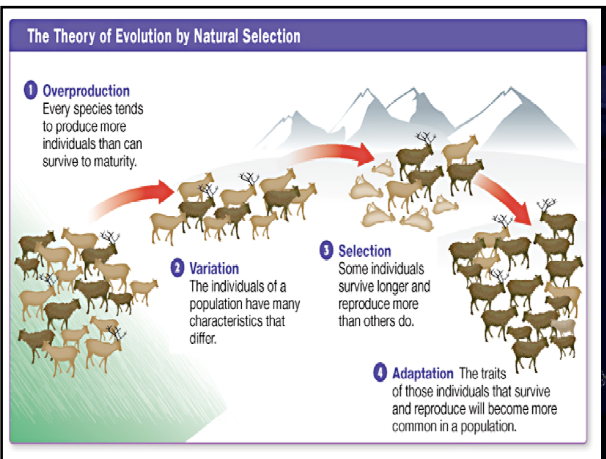 The Theory of Evolution by Natural Selection
1 Overproduction
Every species tends
to produce more
individuals than can
survive to maturity.
2 Variation
The individuals of a
population have many
characteristics that
differ.
3 Selection
Some individuals
survive longer and
reproduce more
than others do.
4 Adaptation The traits
of those individuals that survive
and reproduce will become more
common in a population.